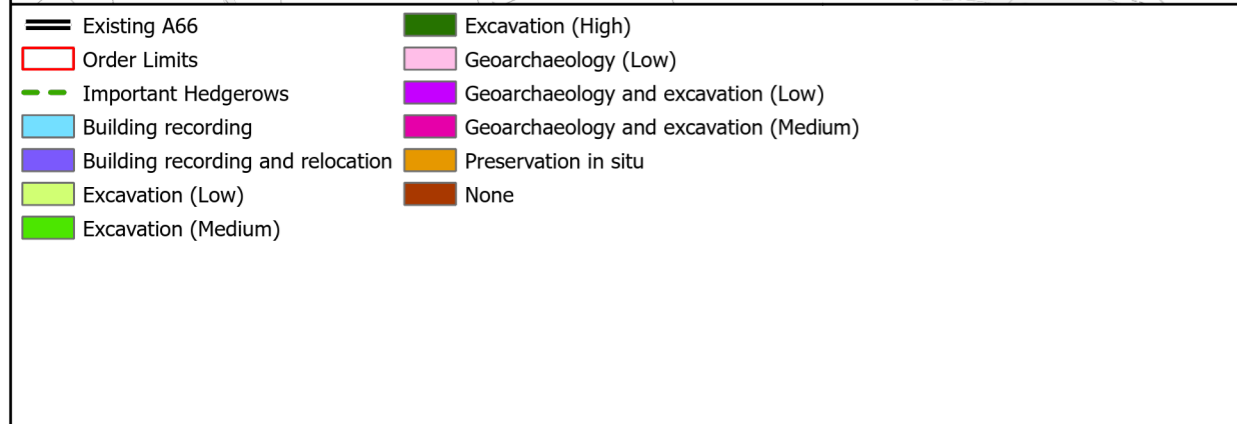 Existing A66
Order Limits
Important Hedgerows
Building recording
Building recording and relocation
Excavation (Low)
Excavation (Medium)
Excavation (High)
Geoarchaeology (Low)
Geoarchaeology and excavation (Low)
Geoarchaeology and excavation (Medium)
Preservation in situ
None